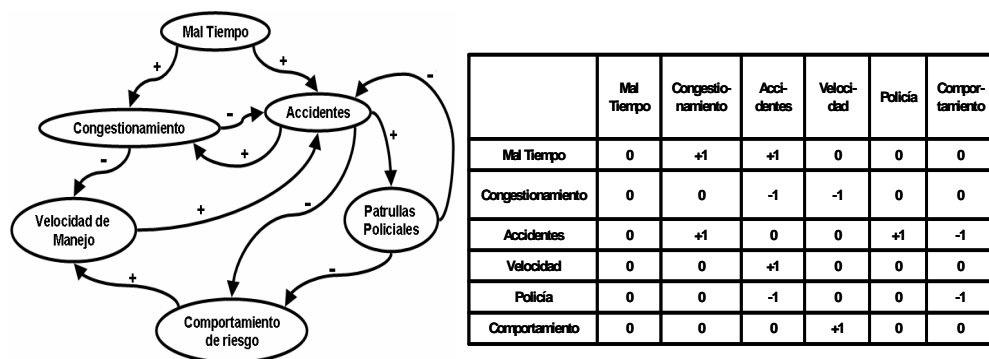 Mal Tiempo
+
+
-
Congestionamiento
-
Accidentes
+
-
+
+
-
Velocidad de
Manejo
Patrullas
Policiales
-
+
Comportamiento
de riesgo
Mal Tiempo Congestio-namiento Acci-dentes Veloci-dad Policía Compor-tamiento
Mal Tiempo 0 +1 +1 0 0 0
Congestionamiento 0 0 -1 -1 0 0
Accidentes 0 +1 0 0 +1 -1
Velocidad 0 0 +1 0 0 0
Policía 0 0 -1 0 0 -1
Comportamiento 0 0 0 +1 0 0